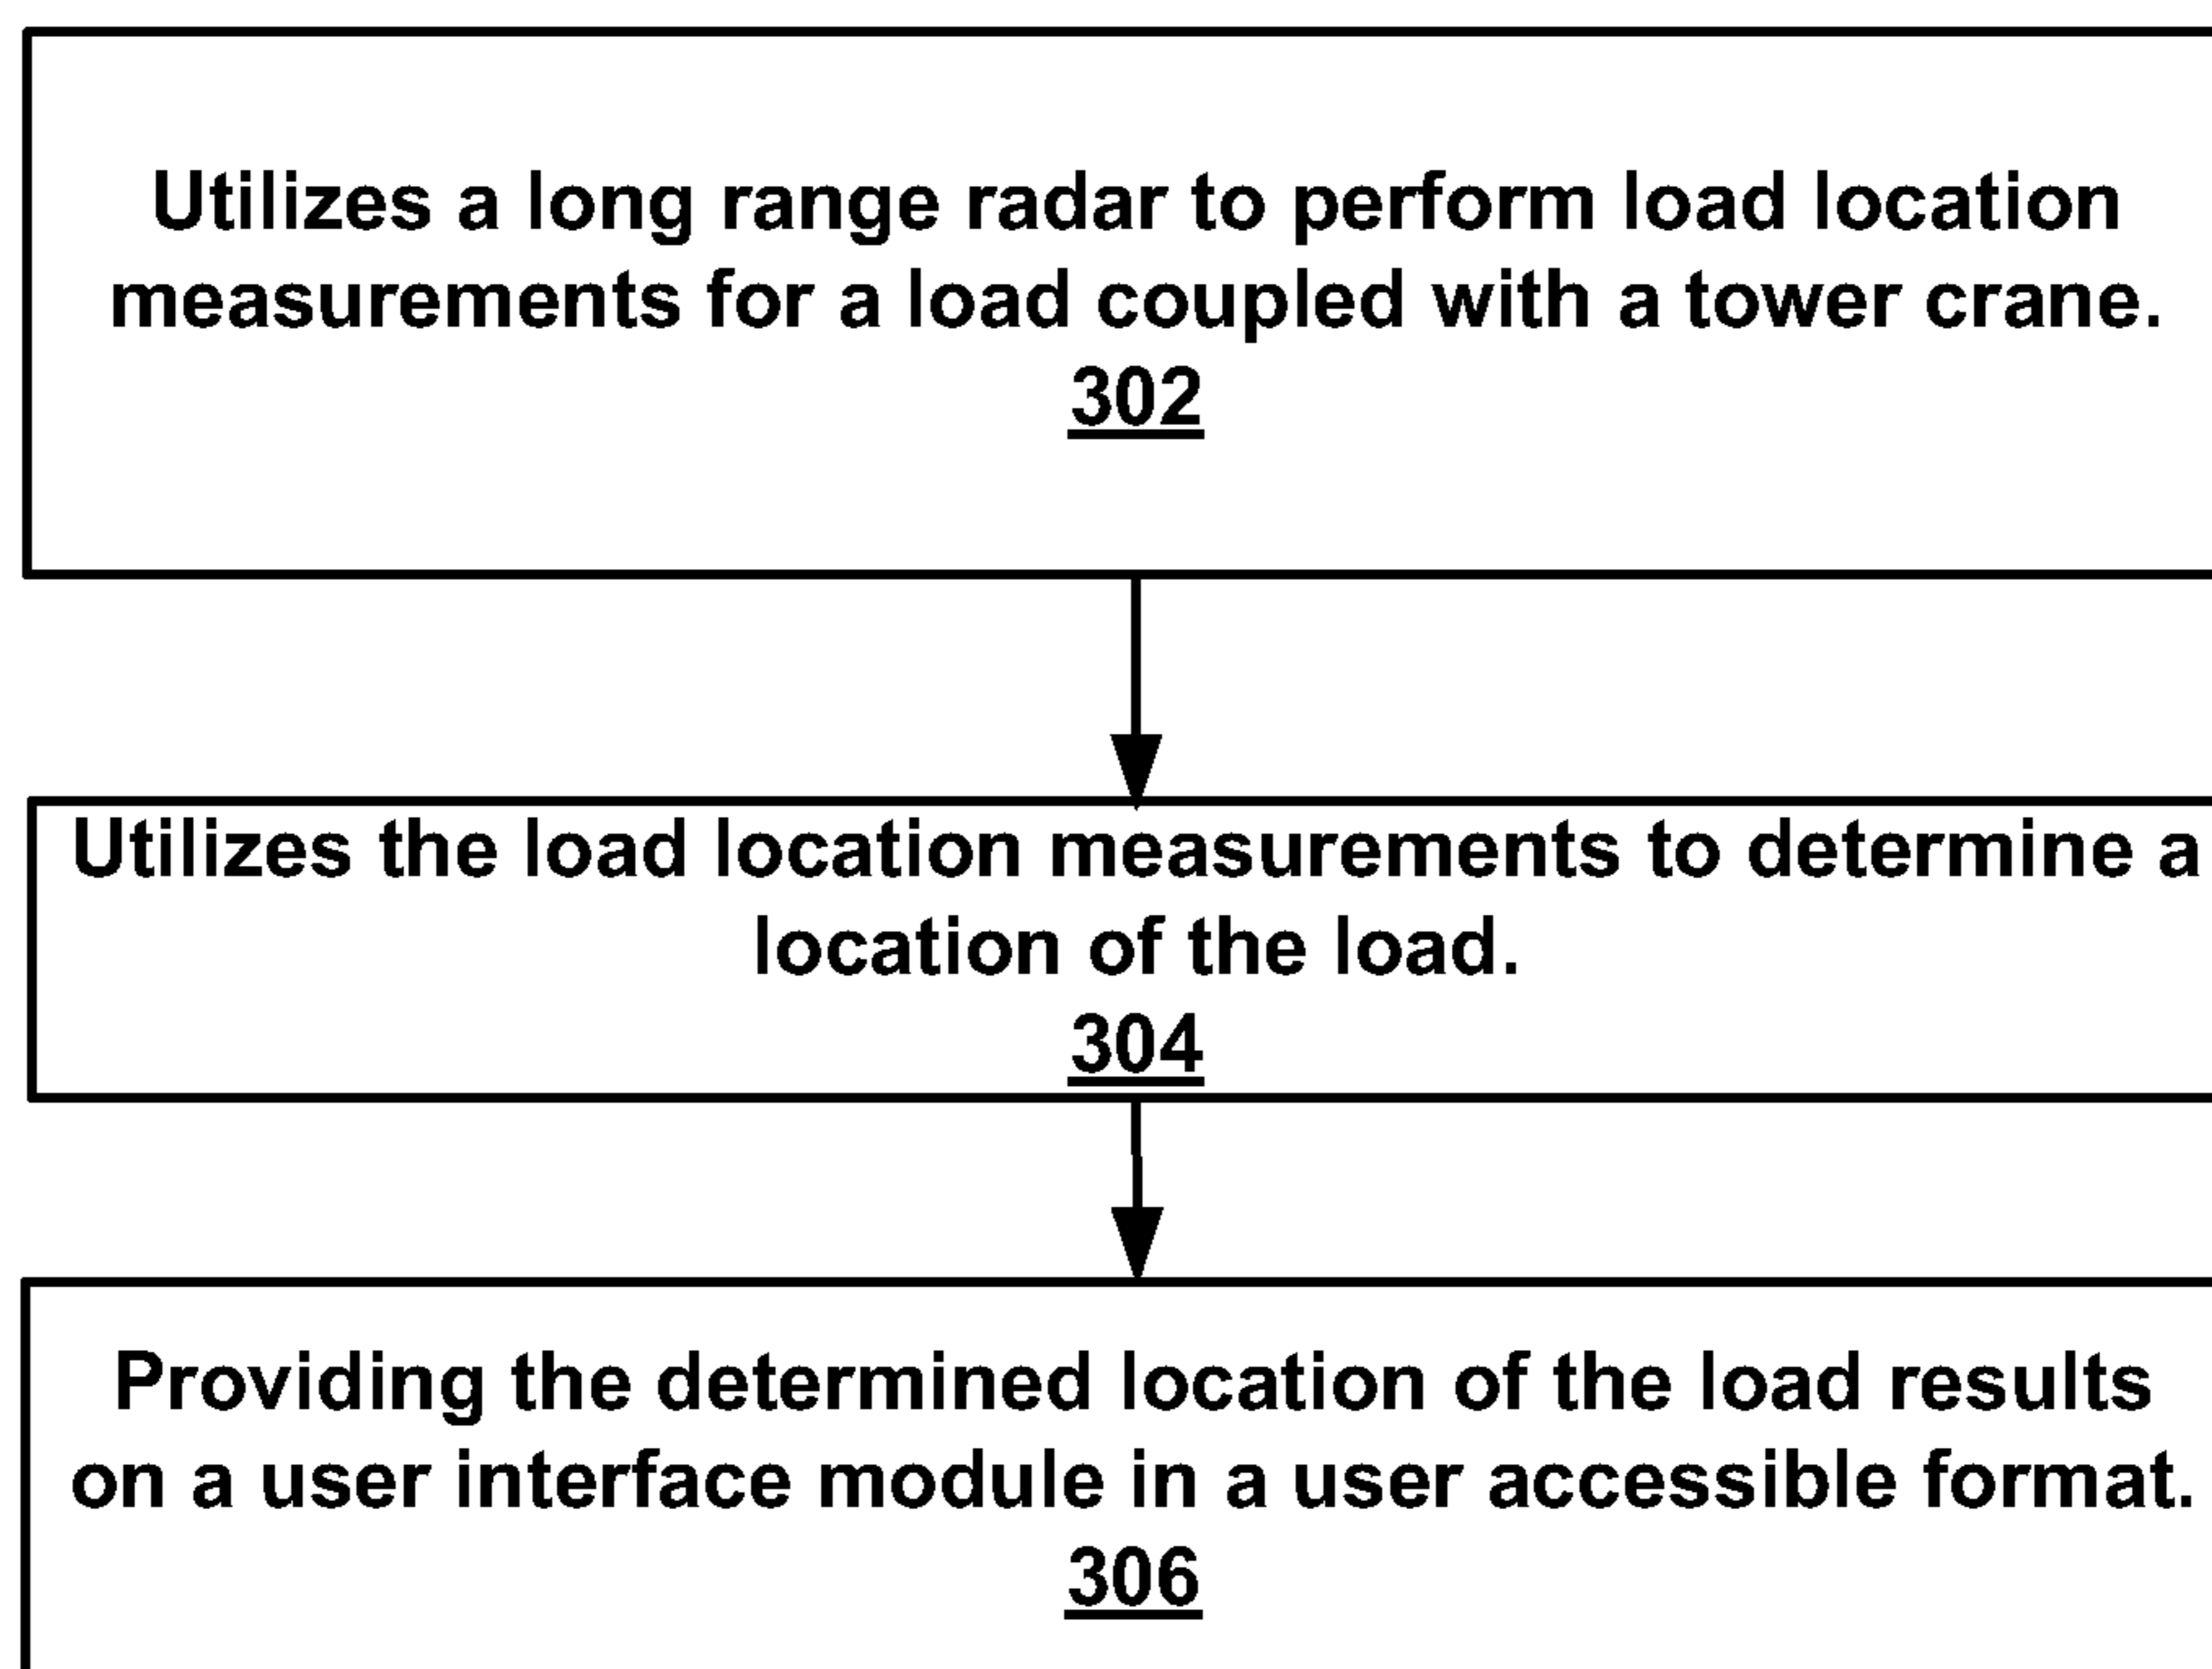 Utilizes a long range radar to perform load location
measurements for a load coupled with a tower crane.
302
Utilizes the load location measurements to determine a
location of the load.
304
Providing the determined location of the load results
on a user interface module in a user accessible format.
306